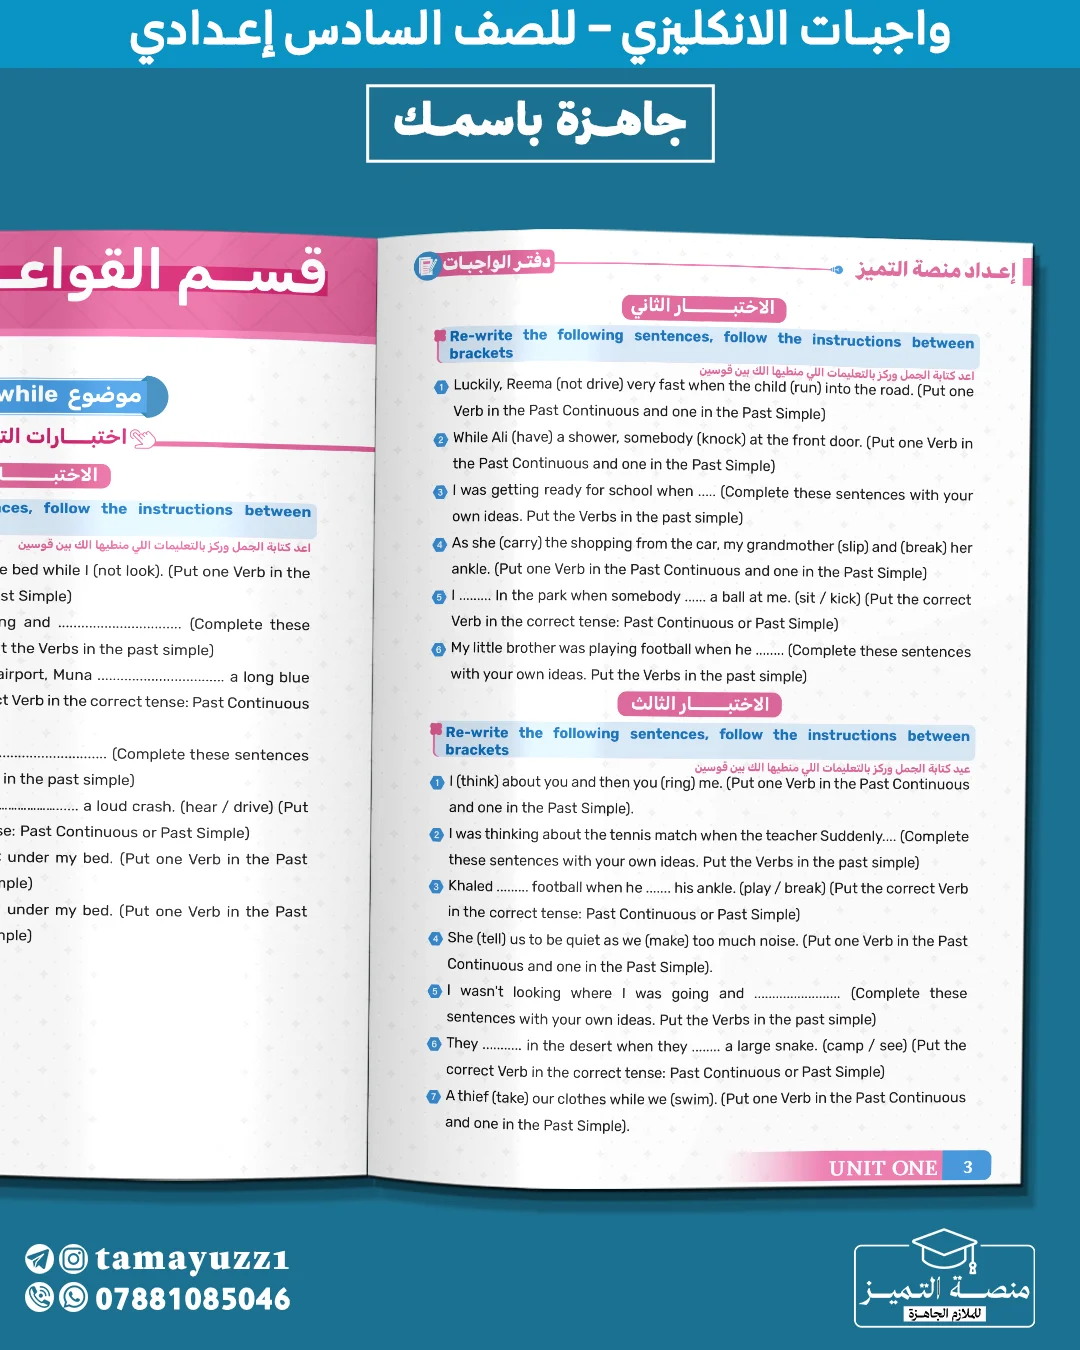 واجبات الانكليزي – للصف السادس إعدادي
جاهزة باسمك
قسم القواعـ
while موضوع
اختبارات التـ
الاختبـ
ces, follow the instructions between
اعد كتابة الجمل وركز بالتعليمات اللي منطيها الك بين قوسين
e bed while I (not look). (Put one Verb in the
st Simple)
ng and ............................... (Complete these
t the Verbs in the past simple)
airport, Muna ................................ a long blue
ct Verb in the correct tense: Past Continuous
........................... (Complete these sentences
in the past simple)
........................ a loud crash. (hear / drive) (Put
se: Past Continuous or Past Simple)
under my bed. (Put one Verb in the Past
mple)
under my bed. (Put one Verb in the Past
mple)
دفتر الواجبات
إعداد منصة التميز
الاختبار الثاني
Re-write the following sentences, follow the instructions between
brackets
اعد كتابة الجمل وركز بالتعليمات اللي منطيها الك بين قوسين
1 Luckily, Reema (not drive) very fast when the child (run) into the road. (Put one
Verb in the Past Continuous and one in the Past Simple)
2 While Ali (have) a shower, somebody (knock) at the front door. (Put one Verb in
the Past Continuous and one in the Past Simple)
3 I was getting ready for school when ..... (Complete these sentences with your
own ideas. Put the Verbs in the past simple)
4 As she (carry) the shopping from the car, my grandmother (slip) and (break) her
ankle. (Put one Verb in the Past Continuous and one in the Past Simple)
5 I ......... In the park when somebody ...... a ball at me. (sit / kick) (Put the correct
Verb in the correct tense: Past Continuous or Past Simple)
6 My little brother was playing football when he ........ (Complete these sentences
with your own ideas. Put the Verbs in the past simple)
الاختبار الثالث
Re-write the following sentences, follow the instructions between
brackets
عيد كتابة الجمل وركز بالتعليمات اللي منطيها الك بين قوسين
1 I (think) about you and then you (ring) me. (Put one Verb in the Past Continuous
and one in the Past Simple).
2 I was thinking about the tennis match when the teacher Suddenly.... (Complete
these sentences with your own ideas. Put the Verbs in the past simple)
3 Khaled ......... football when he ....... his ankle. (play / break) (Put the correct Verb
in the correct tense: Past Continuous or Past Simple)
4 She (tell) us to be quiet as we (make) too much noise. (Put one Verb in the Past
Continuous and one in the Past Simple).
5 I wasn't looking where I was going and ........................ (Complete these
sentences with your own ideas. Put the Verbs in the past simple)
6 They ........... in the desert when they ........ a large snake. (camp / see) (Put the
correct Verb in the correct tense: Past Continuous or Past Simple)
7 A thief (take) our clothes while we (swim). (Put one Verb in the Past Continuous
and one in the Past Simple).
UNIT ONE 3
tamayuzz1
07881085046
منصة التميز
للملازم الجاهزة